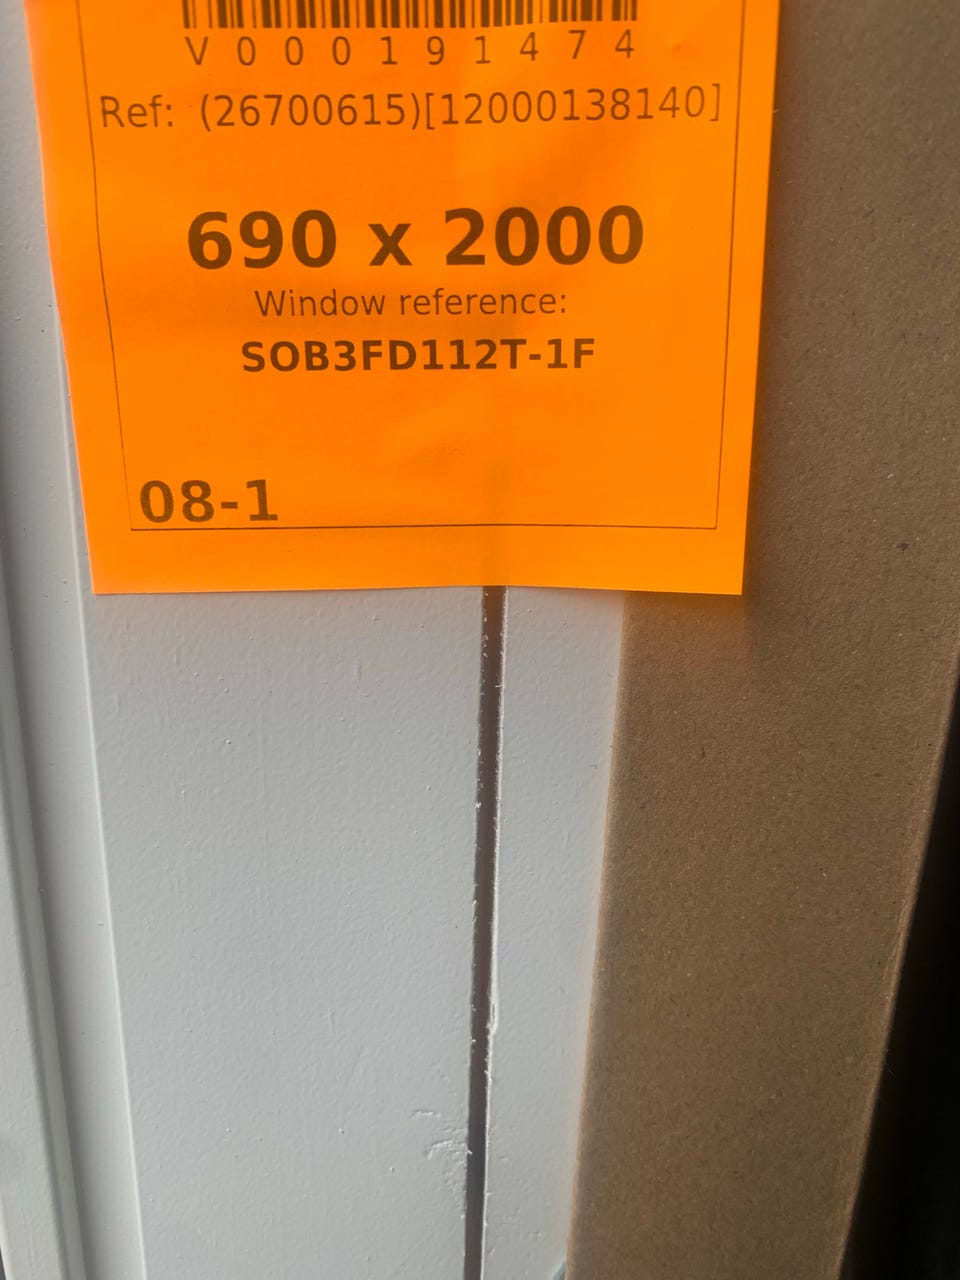 V000191474
Ref: (26700615)[12000138140]
690 x 2000
Window reference:
SOB3FD112T-1F
08-1